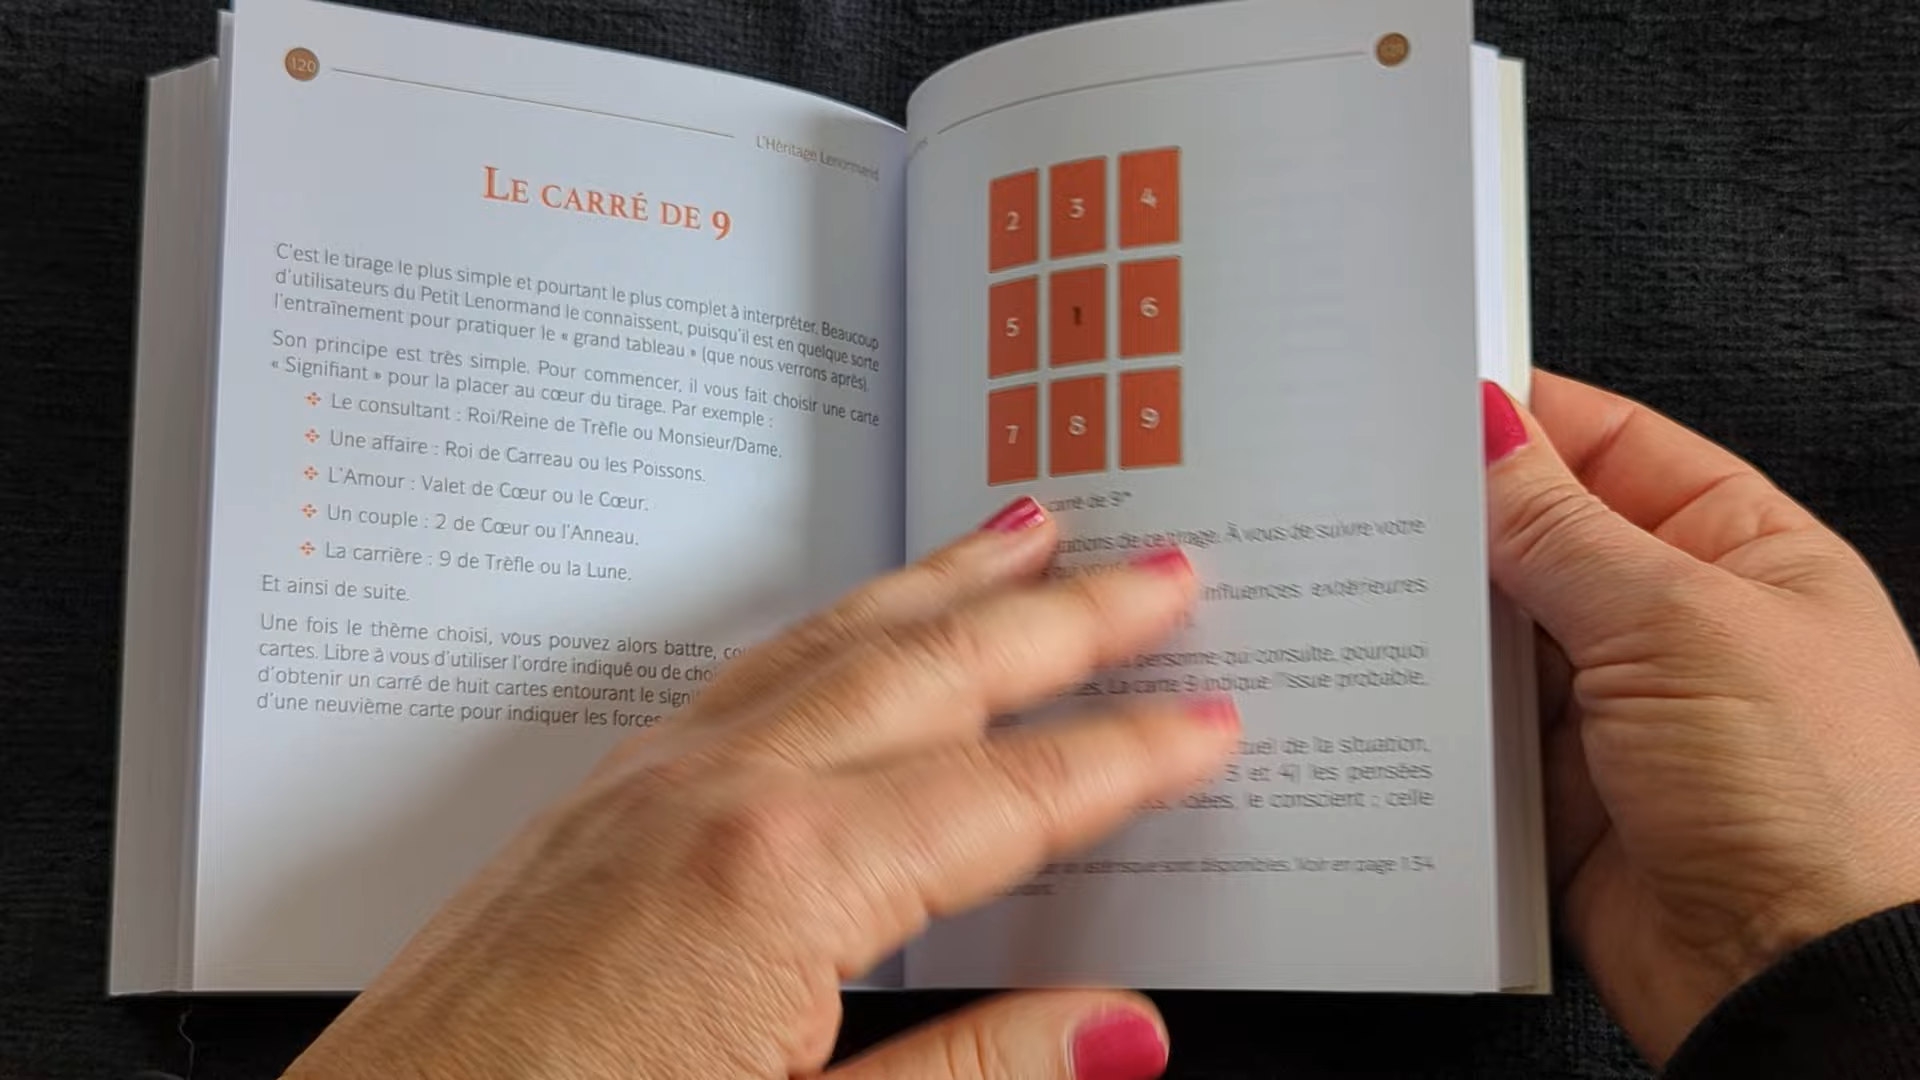 120
L'Héritage Lenormand
LE CARRÉ DE 9
C'est le tirage le plus simple et pourtant le plus complet à interpréter. Beaucoup
d'utilisateurs du Petit Lenormand le connaissent, puisqu'il est en quelque sorte
l'entraînement pour pratiquer le « grand tableau » (que nous verrons après).
Son principe est très simple. Pour commencer, il vous fait choisir une carte
« Signifiant » pour la placer au cœur du tirage. Par exemple :
Le consultant : Roi/Reine de Trèfle ou Monsieur/Dame.
Une affaire : Roi de Carreau ou les Poissons.
L'Amour : Valet de Cœur ou le Cœur.
Un couple : 2 de Cœur ou l'Anneau.
La carrière : 9 de Trèfle ou la Lune.
Et ainsi de suite.
Une fois le thème choisi, vous pouvez alors battre,
cartes. Libre à vous d'utiliser l'ordre indiqué ou de
d'obtenir un carré de huit cartes entourant le
d'une neuvième carte pour indiquer les forces
2 3 4
5 1 6
7 8 9
carré de 9*
de ce tirage. À vous de suivre votre
influences extérieures
personne qui consulte, pourquoi
La carte 9 indique l'issue probable,
de la situation,
3 et 4) les pensées
idées, le conscient ; celle
sont disponibles. Voir en page 134